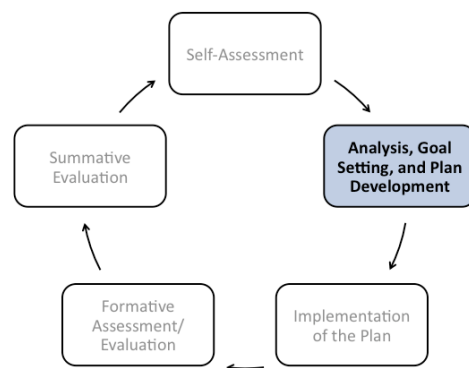 Self-Assessment
Analysis, Goal
Setting, and Plan
Development
Implementation
of the Plan
Formative
Assessment/
Evaluation
Summative
Evaluation